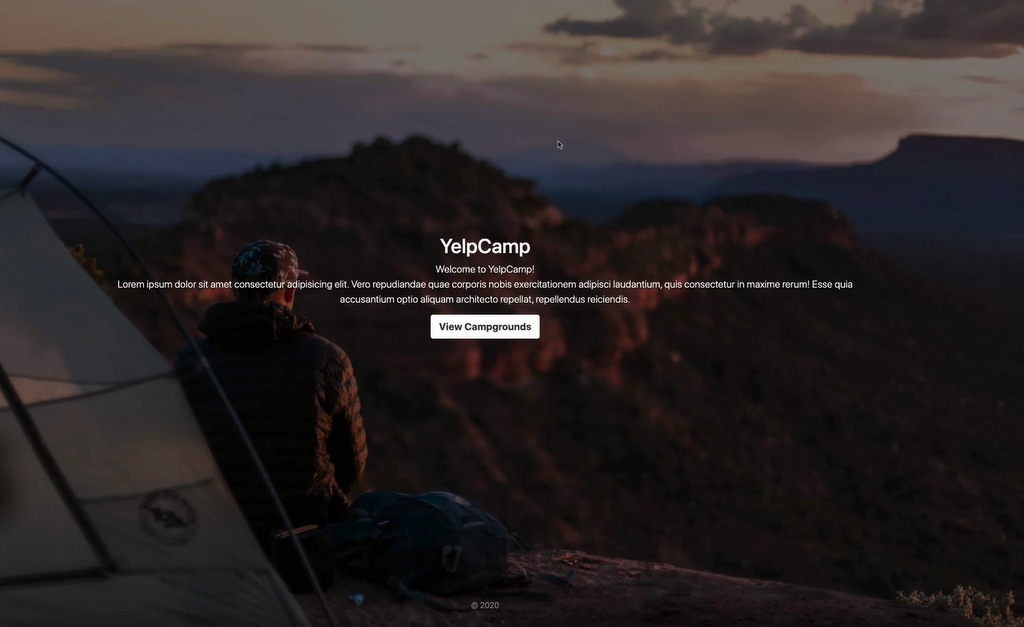 YelpCamp
Welcome to YelpCamp!
Lorem ipsum dolor sit amet consectetur adipisicing elit. Vero repudiandae quae corporis nobis exercitationem adipisci laudantium, quis consectetur in maxime rerum! Esse quia
accusantium optio aliquam architecto repellat, repellendus reiciendis.
View Campgrounds
© 2020